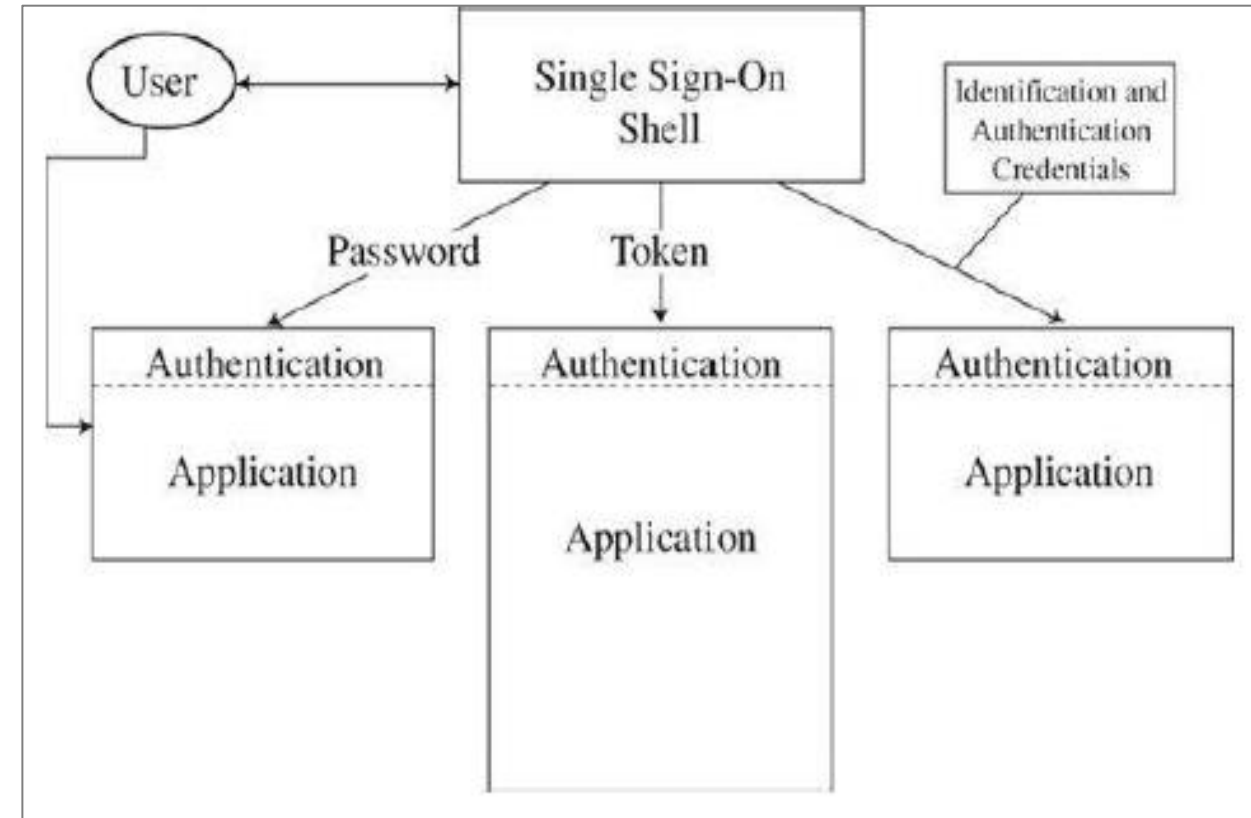 User
Single Sign-On
Shell
Identification and
Authentication
Credentials
Password
Token
Authentication
Authentication
Authentication
Application
Application
Application